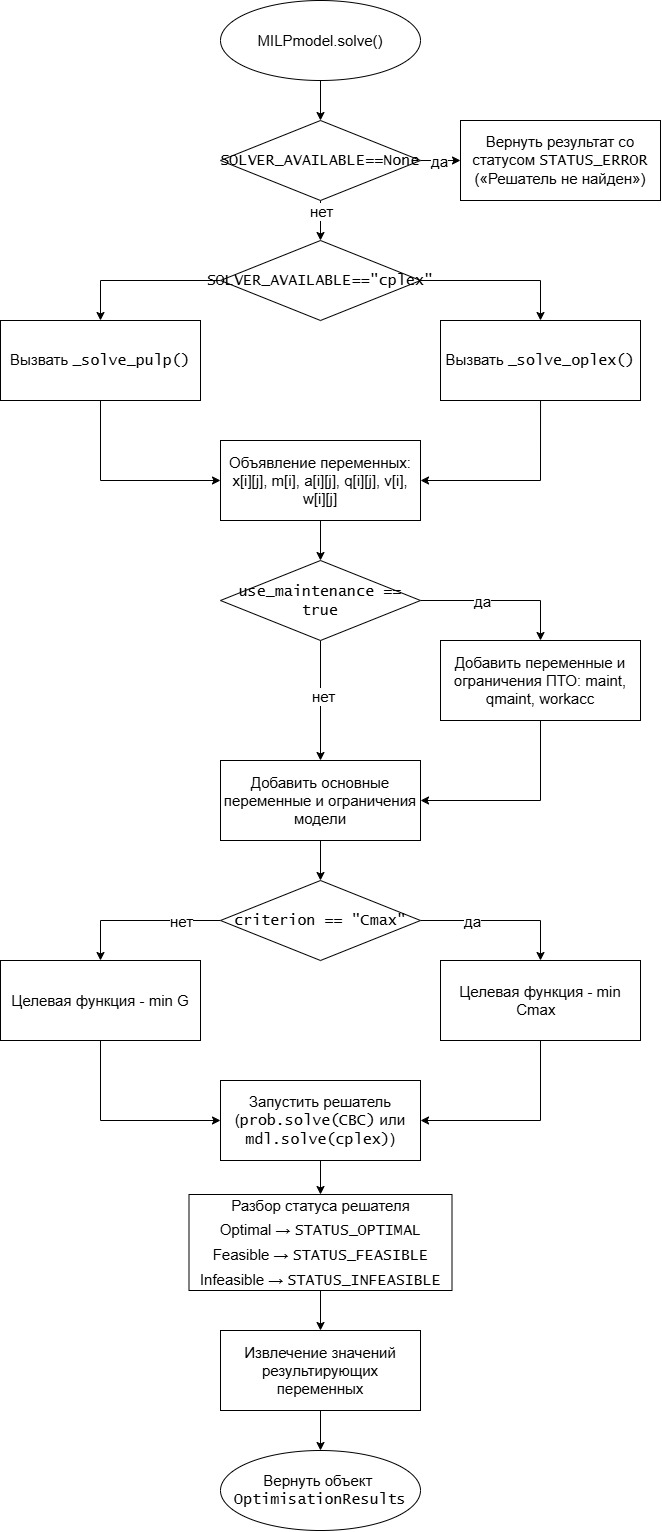 MILPmodel.solve()
SOLVER_AVAILABLE==None
да
Вернуть результат со
статусом STATUS_ERROR
(«Решатель не найден»)
нет
SOLVER_AVAILABLE=="cplex"
Вызвать _solve_pulp()
Вызвать _solve_oplex()
Объявление переменных:
x[i][j], m[i], a[i][j], q[i][j], v[i],
w[i][j]
use_maintenance ==
true
да
Добавить переменные и
ограничения ПТО: maint,
qmaint, workacc
нет
Добавить основные
переменные и ограничения
модели
criterion == "Cmax"
нет
да
Целевая функция - min G
Целевая функция - min
Cmax
Запустить решатель
(prob.solve(CBC) или
mdl.solve(cplex))
Разбор статуса решателя
Optimal → STATUS_OPTIMAL
Feasible → STATUS_FEASIBLE
Infeasible → STATUS_INFEASIBLE
Извлечение значений
результирующих
переменных
Вернуть объект
OptimisationResults